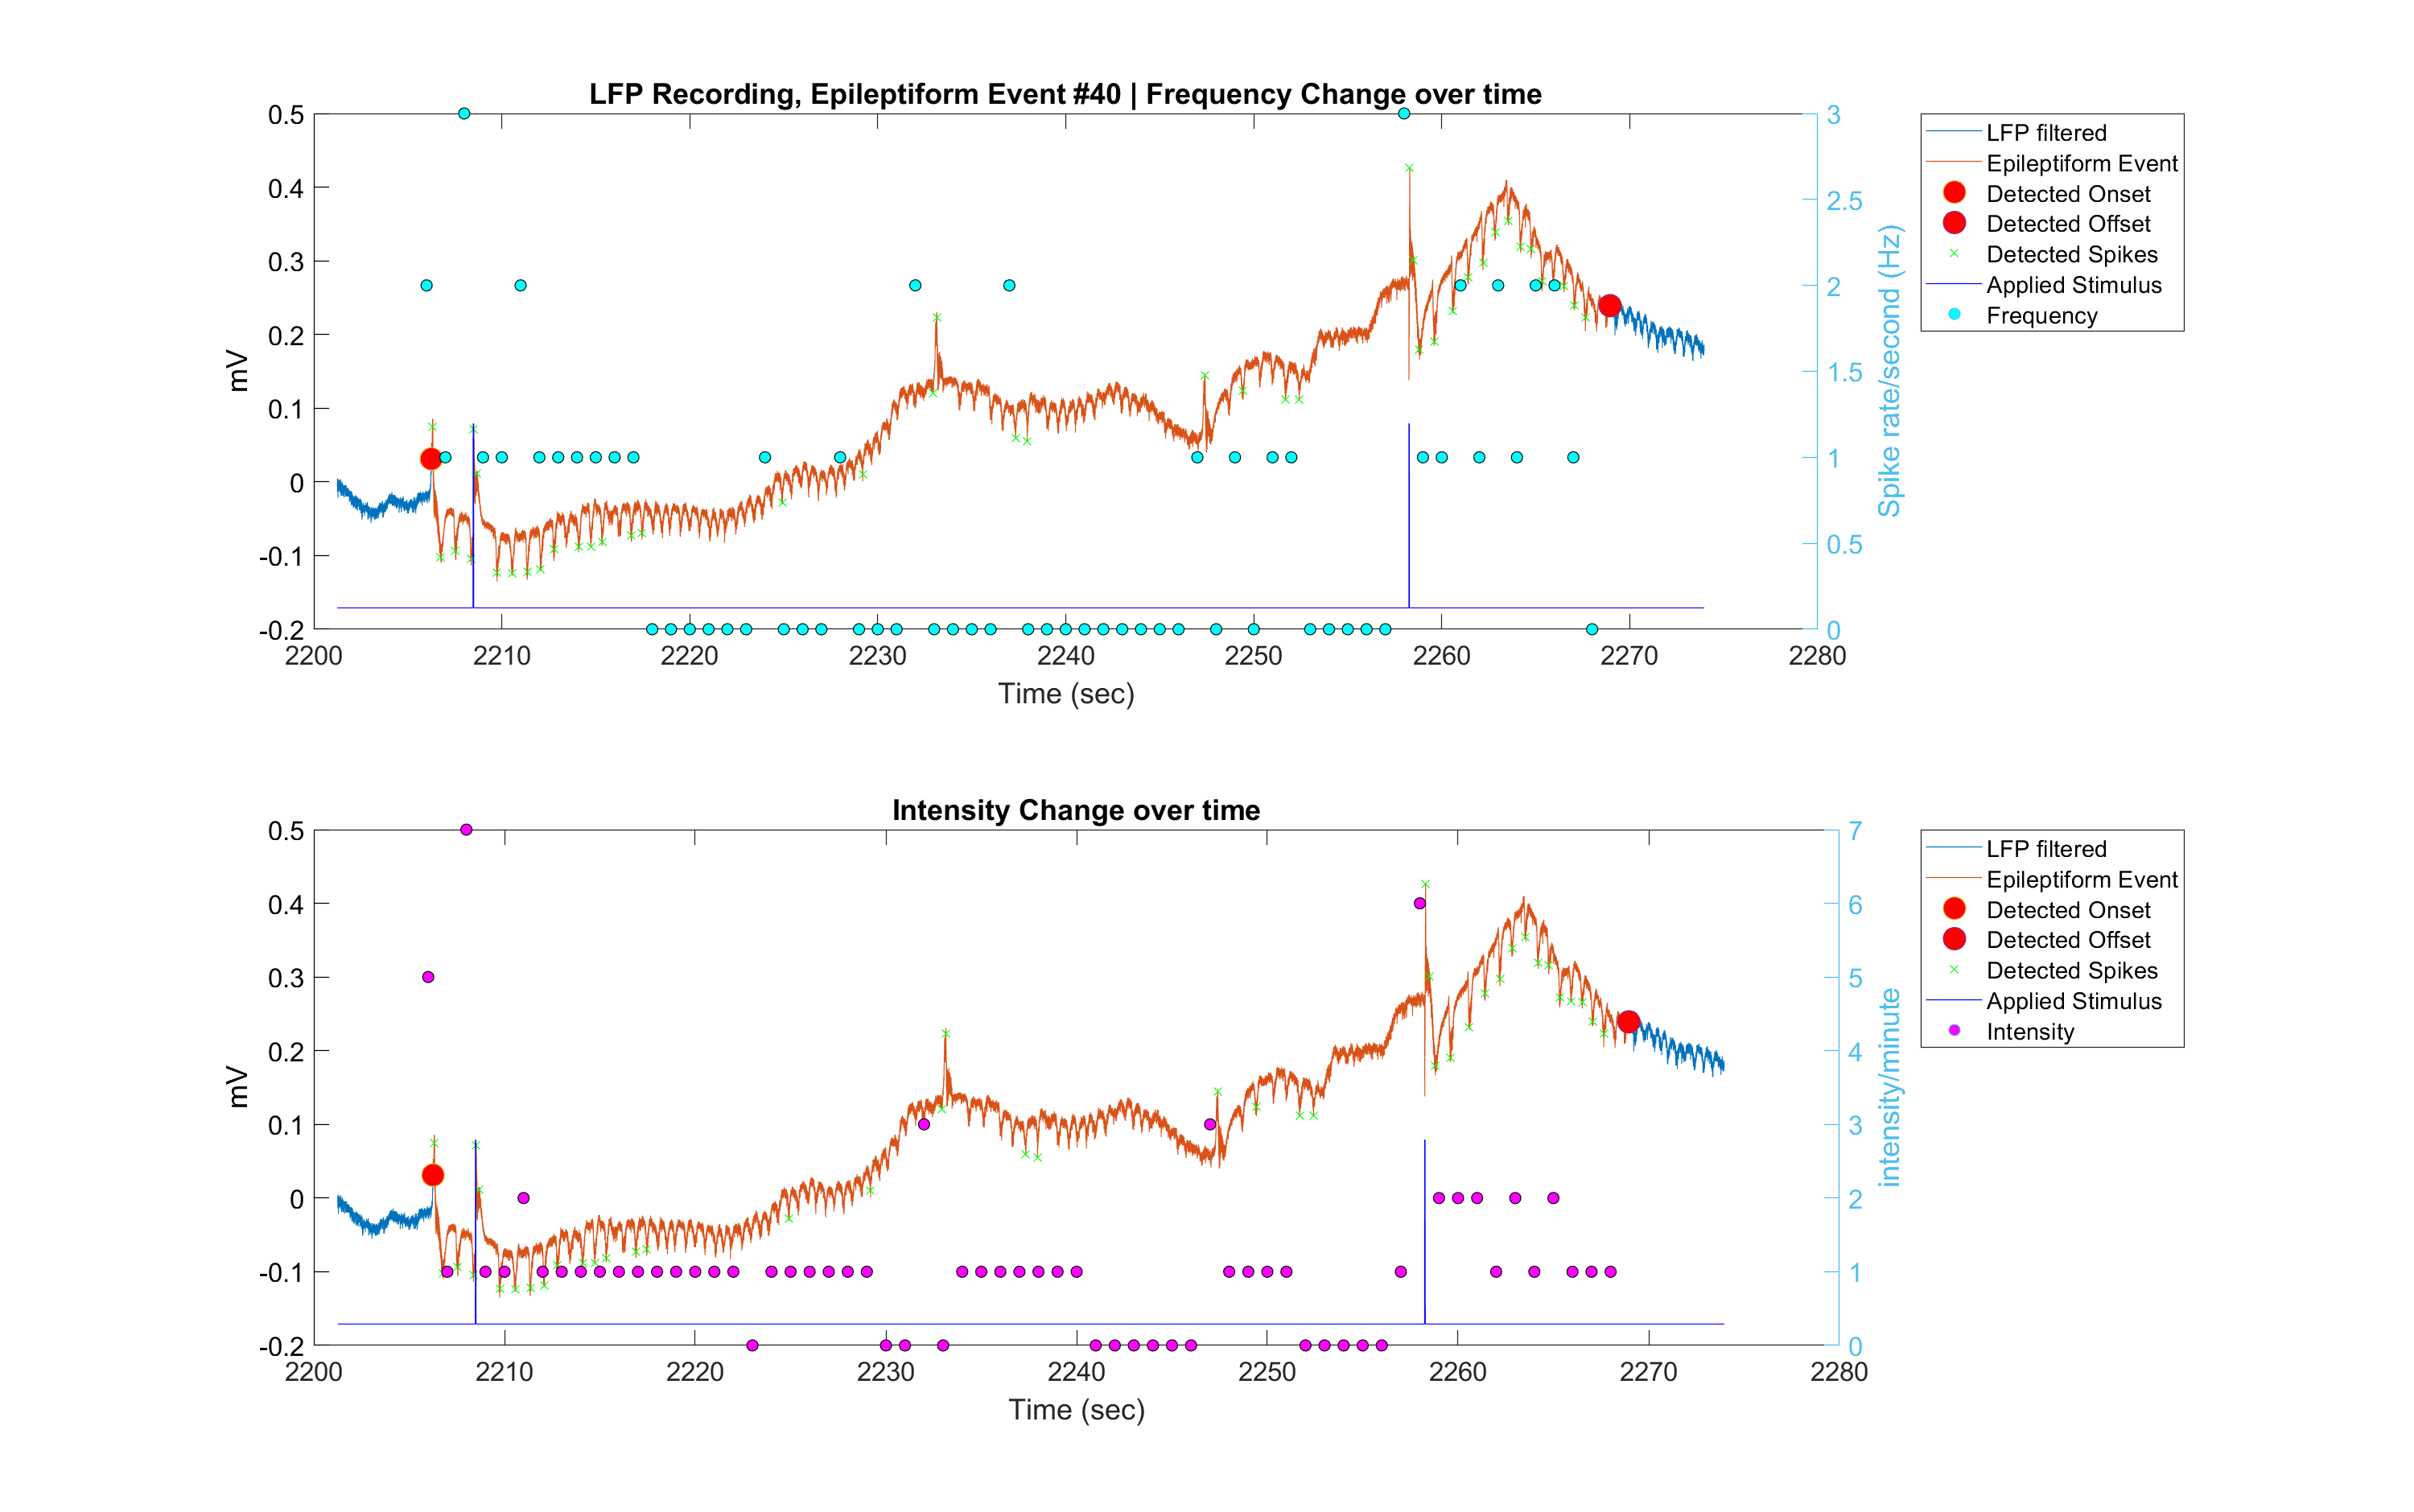 LFP Recording, Epileptiform Event #40 | Frequency Change over time
0.5
0.4
0.3
0.2
0.1
0
-0.1
-0.2
mV
3
2.5
2
1.5
1
0.5
0
Spike rate/second (Hz)
2200 2210 2220 2230 2240 2250 2260 2270 2280
Time (sec)
LFP filtered
Epileptiform Event
Detected Onset
Detected Offset
Detected Spikes
Applied Stimulus
Frequency
Intensity Change over time
0.5
0.4
0.3
0.2
0.1
0
-0.1
-0.2
mV
7
6
5
4
3
2
1
0
intensity/minute
2200 2210 2220 2230 2240 2250 2260 2270 2280
Time (sec)
LFP filtered
Epileptiform Event
Detected Onset
Detected Offset
Detected Spikes
Applied Stimulus
Intensity